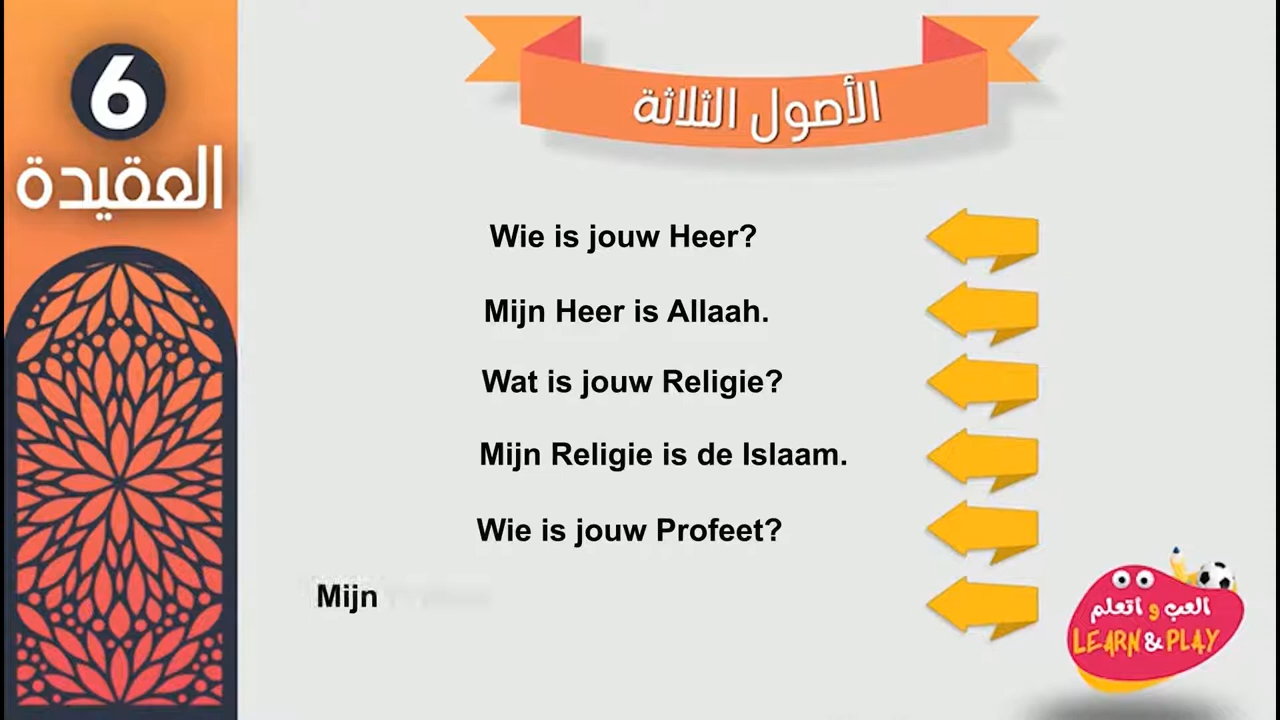 6
العقيدة
الأصول الثلاثة
Wie is jouw Heer?
Mijn Heer is Allaah.
Wat is jouw Religie?
Mijn Religie is de Islaam.
Wie is jouw Profeet?
Mijn
العب و اتعلم
LEARN & PLAY